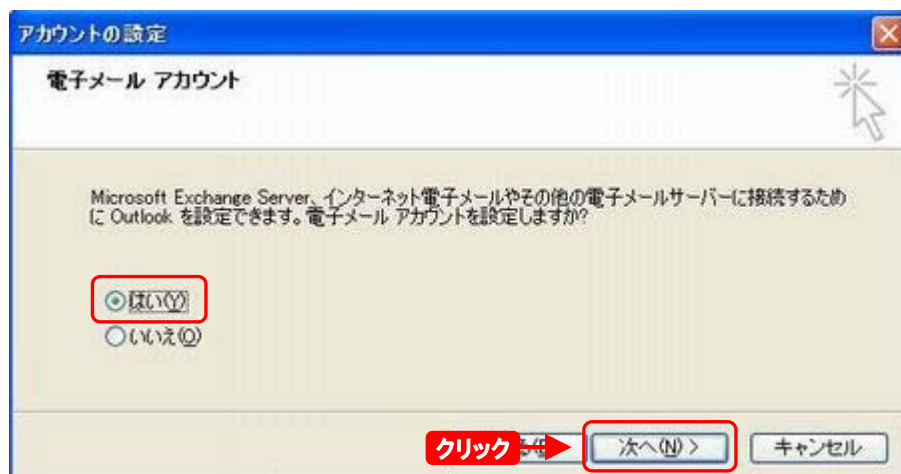 アカウントの設定
電子メール アカウント
Microsoft Exchange Server、インターネット電子メールやその他の電子メールサーバーに接続するため
に Outlook を設定できます。電子メール アカウントを設定しますか?
はい(Y)
いいえ(O)
クリック
次へ(N) >
キャンセル